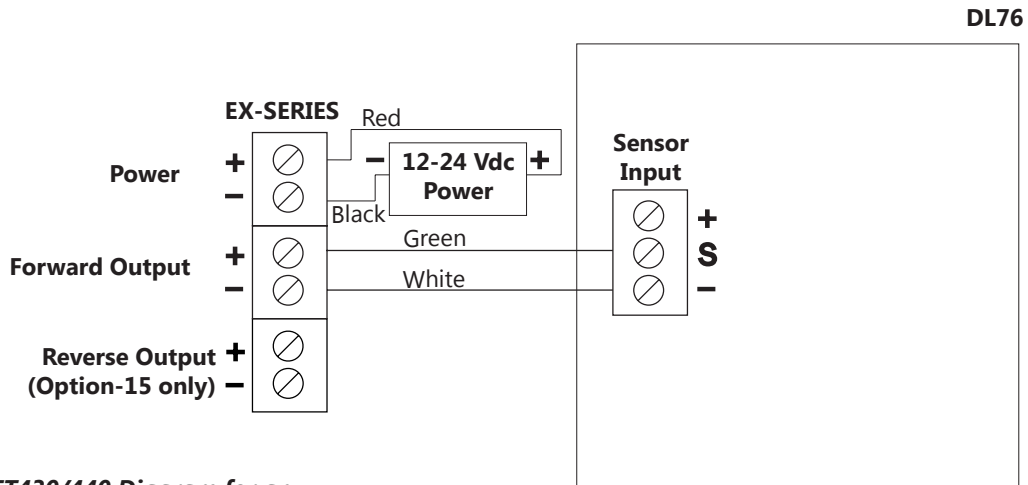 DL76
EX-SERIES
Red
Power
+
−
− 12-24 Vdc +
Power
Black
Sensor
Input
+
S
−
Forward Output
+
−
Green
White
Reverse Output +
(Option-15 only) −